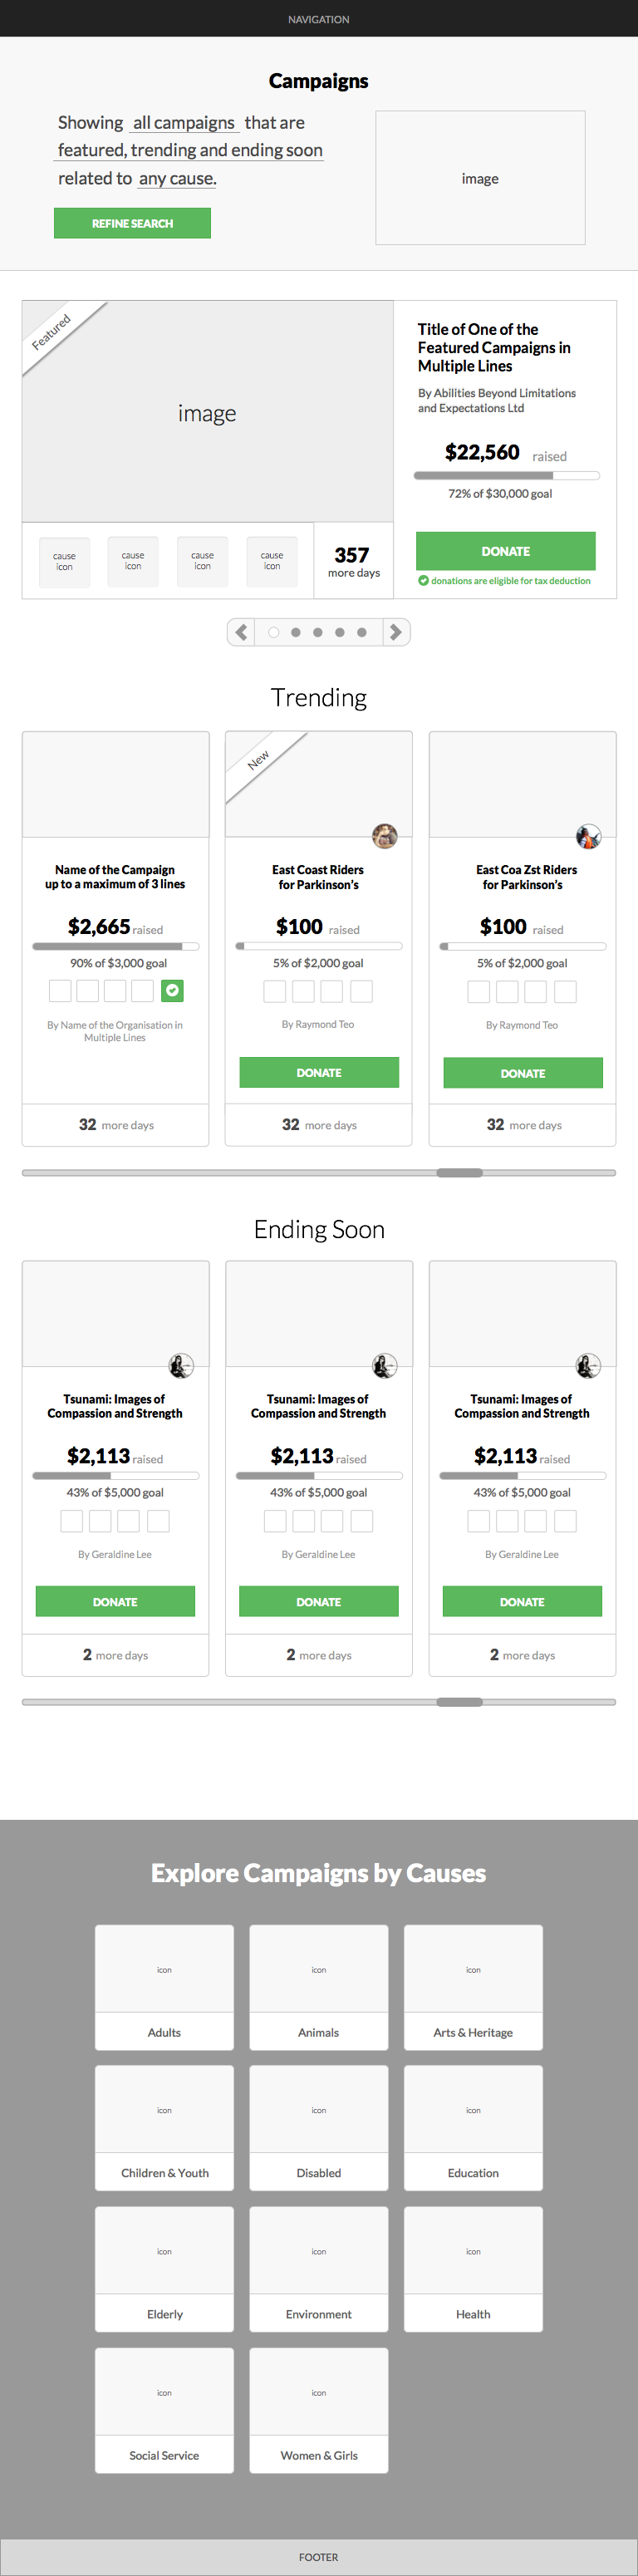 NAVIGATION
Campaigns
Showing all campaigns that are
featured, trending and ending soon
related to any cause.
REFINE SEARCH
image
Featured
image
cause
icon
cause
icon
cause
icon
cause
icon
357
more days
Title of One of the
Featured Campaigns in
Multiple Lines
By Abilities Beyond Limitations
and Expectations Ltd
$22,560 raised
72% of $30,000 goal
DONATE
donations are eligible for tax deduction
Trending
Name of the Campaign
up to a maximum of 3 lines
$2,665 raised
90% of $3,000 goal
By Name of the Organisation in
Multiple Lines
32 more days
New
East Coast Riders
for Parkinson's
$100 raised
5% of $2,000 goal
By Raymond Teo
DONATE
32 more days
East Coa Zst Riders
for Parkinson's
$100 raised
5% of $2,000 goal
By Raymond Teo
DONATE
32 more days
Ending Soon
Tsunami: Images of
Compassion and Strength
$2,113 raised
43% of $5,000 goal
By Geraldine Lee
DONATE
2 more days
Tsunami: Images of
Compassion and Strength
$2,113 raised
43% of $5,000 goal
By Geraldine Lee
DONATE
2 more days
Tsunami: Images of
Compassion and Strength
$2,113 raised
43% of $5,000 goal
By Geraldine Lee
DONATE
2 more days
Explore Campaigns by Causes
icon
Adults
icon
Animals
icon
Arts & Heritage
icon
Children & Youth
icon
Disabled
icon
Education
icon
Elderly
icon
Environment
icon
Health
icon
Social Service
icon
Women & Girls
FOOTER